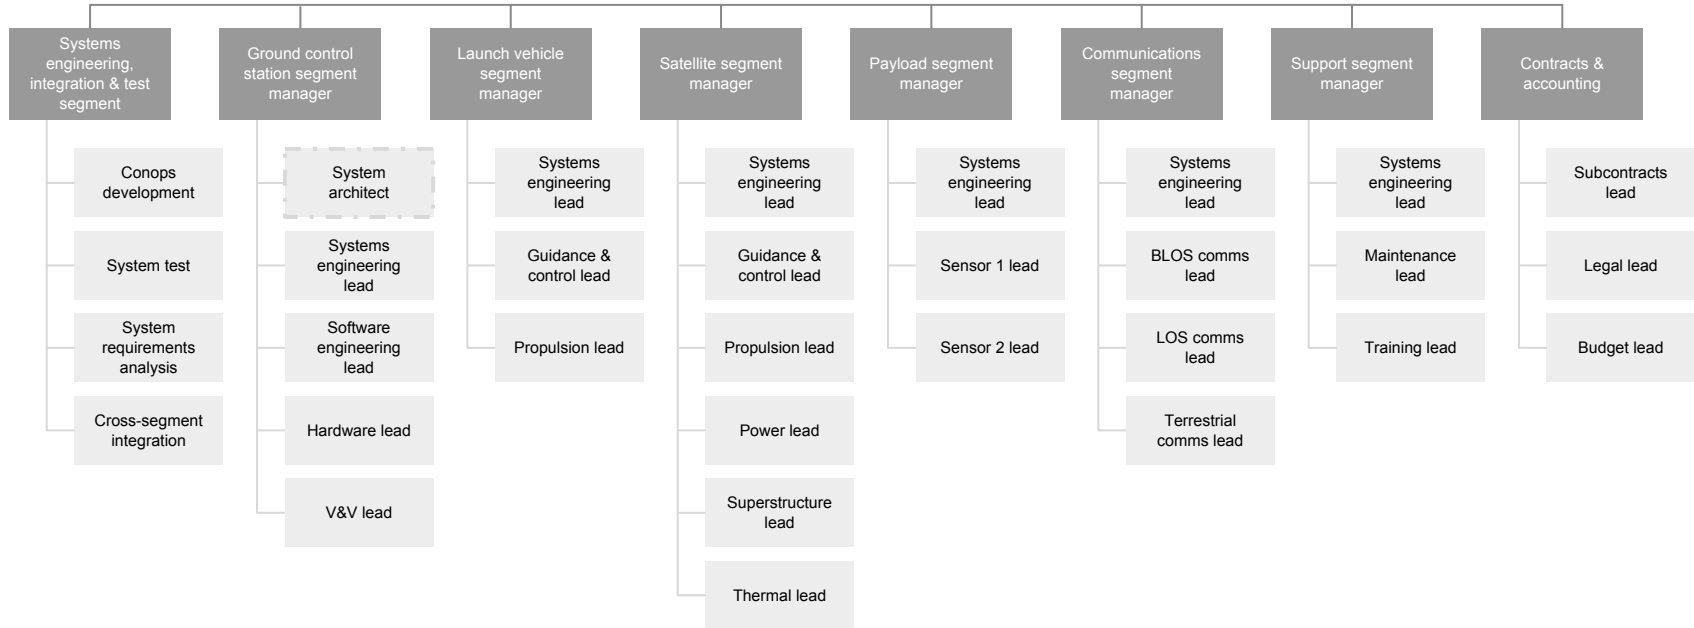 Systems
engineering,
integration & test
segment
Ground control
station segment
manager
Launch vehicle
segment
manager
Satellite segment
manager
Payload segment
manager
Communications
segment
manager
Support segment
manager
Contracts &
accounting
Conops
development
System test
System
requirements
analysis
Cross-segment
integration
System
architect
Systems
engineering
lead
Software
engineering
lead
Hardware lead
V&V lead
Systems
engineering
lead
Guidance &
control lead
Propulsion lead
Systems
engineering
lead
Guidance &
control lead
Propulsion lead
Power lead
Superstructure
lead
Thermal lead
Systems
engineering
lead
Sensor 1 lead
Sensor 2 lead
Systems
engineering
lead
BLOS comms
lead
LOS comms
lead
Terrestrial
comms lead
Systems
engineering
lead
Maintenance
lead
Training lead
Subcontracts
lead
Legal lead
Budget lead